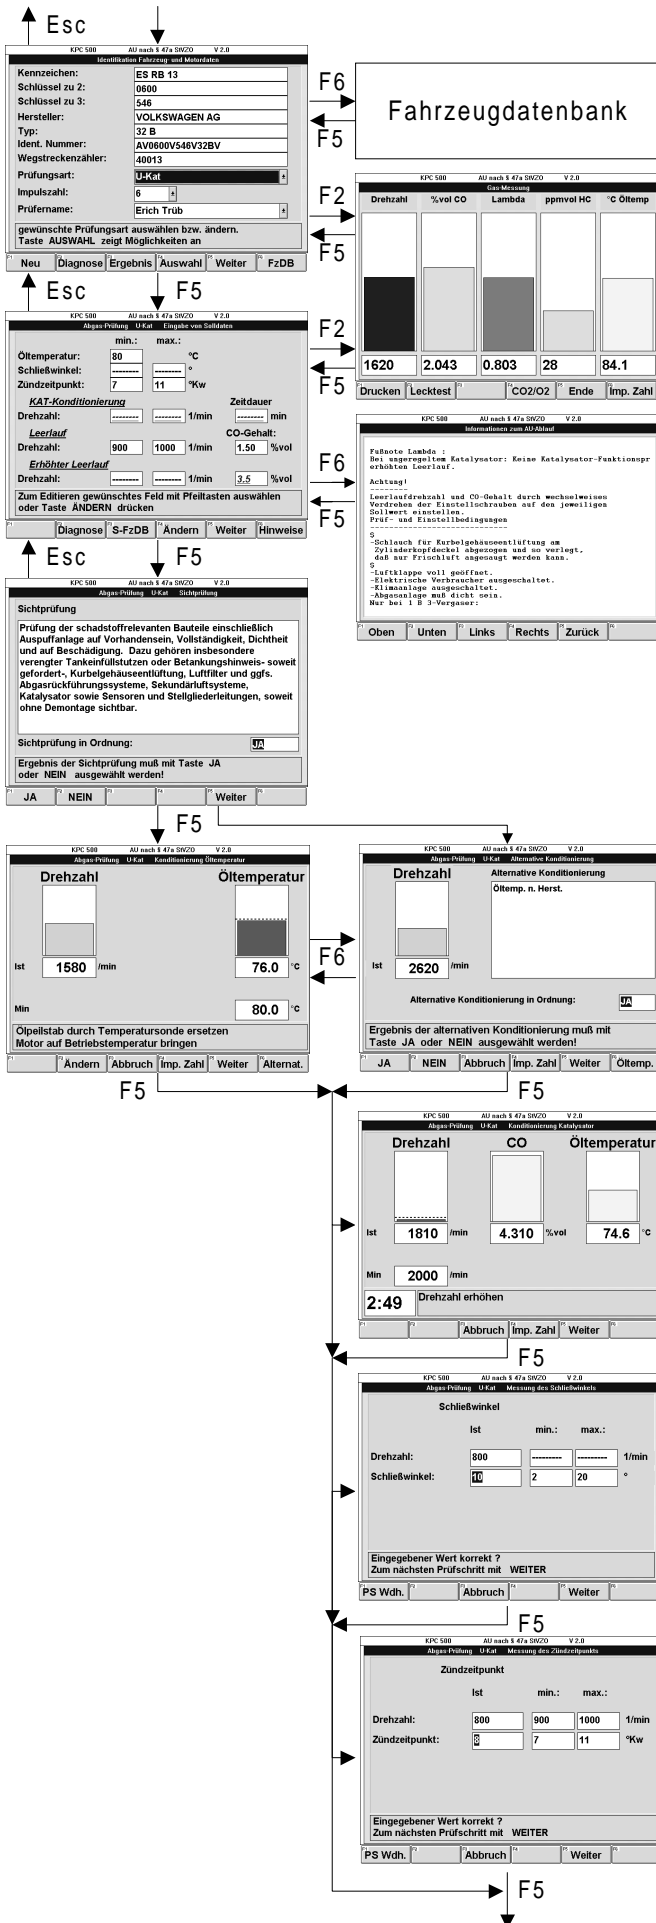 Esc
KPC 500 AU nach § 47a StVZO V 2.0
Identifikation Fahrzeug- und Motordaten
Kennzeichen: ES RB 13
Schlüssel zu 2: 0600
Schlüssel zu 3: 546
Hersteller: VOLKSWAGEN AG
Typ: 32 B
Ident. Nummer: AV0600V546V32BV
Wegstreckenzähler: 40013
Prüfungsart: U-Kat
Impulszahl: 6
Prüfername: Erich Trüb
gewünschte Prüfungsart auswählen bzw. ändern.
Taste AUSWAHL zeigt Möglichkeiten an
Neu Diagnose Ergebnis Auswahl Weiter FzDB
F6
F5
Fahrzeugdatenbank
F2
F5
KPC 500 AU nach § 47a StVZO V 2.0
Gas-Messung
Drehzahl %vol CO Lambda ppmvol HC °C Öltemp
1620 2.043 0.803 28 84.1
Drucken Lecktest CO2/O2 Ende Imp. Zahl
Esc
F5
KPC 500 AU nach § 47a StVZO V 2.0
Abgas-Prüfung U-Kat Eingabe von Solldaten
min.: max.:
Öltemperatur: 80 °C
Schließwinkel: -------- -------- °
Zündzeitpunkt: 7 11 °Kw
KAT-Konditionierung Zeitdauer
Drehzahl: -------- -------- 1/min -------- min
Leerlauf CO-Gehalt:
Drehzahl: 900 1000 1/min 1.50 %vol
Erhöhter Leerlauf
Drehzahl: -------- -------- 1/min 3.5 %vol
Zum Editieren gewünschtes Feld mit Pfeiltasten auswählen
oder Taste ÄNDERN drücken
Diagnose S-FzDB Ändern Weiter Hinweise
F2
F5
F6
F5
KPC 500 AU nach § 47a StVZO V 2.0
Informationen zum AU-Ablauf
Fußnote Lambda :
Bei ungeregeltem Katalysator: Keine Katalysator-Funktionspr
erhöhten Leerlauf.
Achtung!
--------
Leerlaufdrehzahl und CO-Gehalt durch wechselweises
Verdrehen der Einstellschrauben auf den jeweiligen
Sollwert einstellen.
Prüf- und Einstellbedingungen
-----------------------------
§
-Schlauch für Kurbelgehäuseentlüftung am
Zylinderkopfdeckel abgezogen und so verlegt,
daß nur Frischluft angesaugt werden kann.
§
-Luftklappe voll geöffnet.
-Elektrische Verbraucher ausgeschaltet.
-Klimaanlage ausgeschaltet.
-Abgasanlage muß dicht sein.
Nur bei 1 B 3-Vergaser:
Oben Unten Links Rechts Zurück
Esc
F5
KPC 500 AU nach § 47a StVZO V 2.0
Abgas-Prüfung U-Kat Sichtprüfung
Sichtprüfung
Prüfung der schadstoffrelevanten Bauteile einschließlich
Auspuffanlage auf Vorhandensein, Vollständigkeit, Dichtheit
und auf Beschädigung. Dazu gehören insbesondere
verengter Tankeinfüllstutzen oder Betankungshinweis- soweit
gefordert-, Kurbelgehäuseentlüftung, Luftfilter und ggfs.
Abgasrückführungssysteme, Sekundärluftsysteme,
Katalysator sowie Sensoren und Stellgliederleitungen, soweit
ohne Demontage sichtbar.
Sichtprüfung in Ordnung: JA
Ergebnis der Sichtprüfung muß mit Taste JA
oder NEIN ausgewählt werden!
JA NEIN Weiter
F5
KPC 500 AU nach § 47a StVZO V 2.0
Abgas-Prüfung U-Kat Konditionierung Öltemperatur
Drehzahl Öltemperatur
Ist 1580 /min 76.0 °C
Min 80.0 °C
Ölpeilstab durch Temperatursonde ersetzen
Motor auf Betriebstemperatur bringen
Ändern Abbruch Imp. Zahl Weiter Alternat.
F6
KPC 500 AU nach § 47a StVZO V 2.0
Abgas-Prüfung U-Kat Alternative Konditionierung
Drehzahl Alternative Konditionierung
Öltemp. n. Herst.
Ist 2620 /min
Alternative Konditionierung in Ordnung: JA
Ergebnis der alternativen Konditionierung muß mit
Taste JA oder NEIN ausgewählt werden!
JA NEIN Abbruch Imp. Zahl Weiter Öltemp.
F5
F5
KPC 500 AU nach § 47a StVZO V 2.0
Abgas-Prüfung U-Kat Konditionierung Katalysator
Drehzahl CO Öltemperatur
Ist 1810 /min 4.310 %vol 74.6 °C
Min 2000 /min
2:49 Drehzahl erhöhen
Abbruch Imp. Zahl Weiter
F5
KPC 500 AU nach § 47a StVZO V 2.0
Abgas-Prüfung U-Kat Messung des Schließwinkels
Schließwinkel
Ist min.: max.:
Drehzahl: 800 --------- --------- 1/min
Schließwinkel: 10 2 20 °
Eingegebener Wert korrekt ?
Zum nächsten Prüfschritt mit WEITER
PS Wdh. Abbruch Weiter
F5
KPC 500 AU nach § 47a StVZO V 2.0
Abgas-Prüfung U-Kat Messung des Zündzeitpunkts
Zündzeitpunkt
Ist min.: max.:
Drehzahl: 800 900 1000 1/min
Zündzeitpunkt: 8 7 11 °Kw
Eingegebener Wert korrekt ?
Zum nächsten Prüfschritt mit WEITER
PS Wdh. Abbruch Weiter
F5